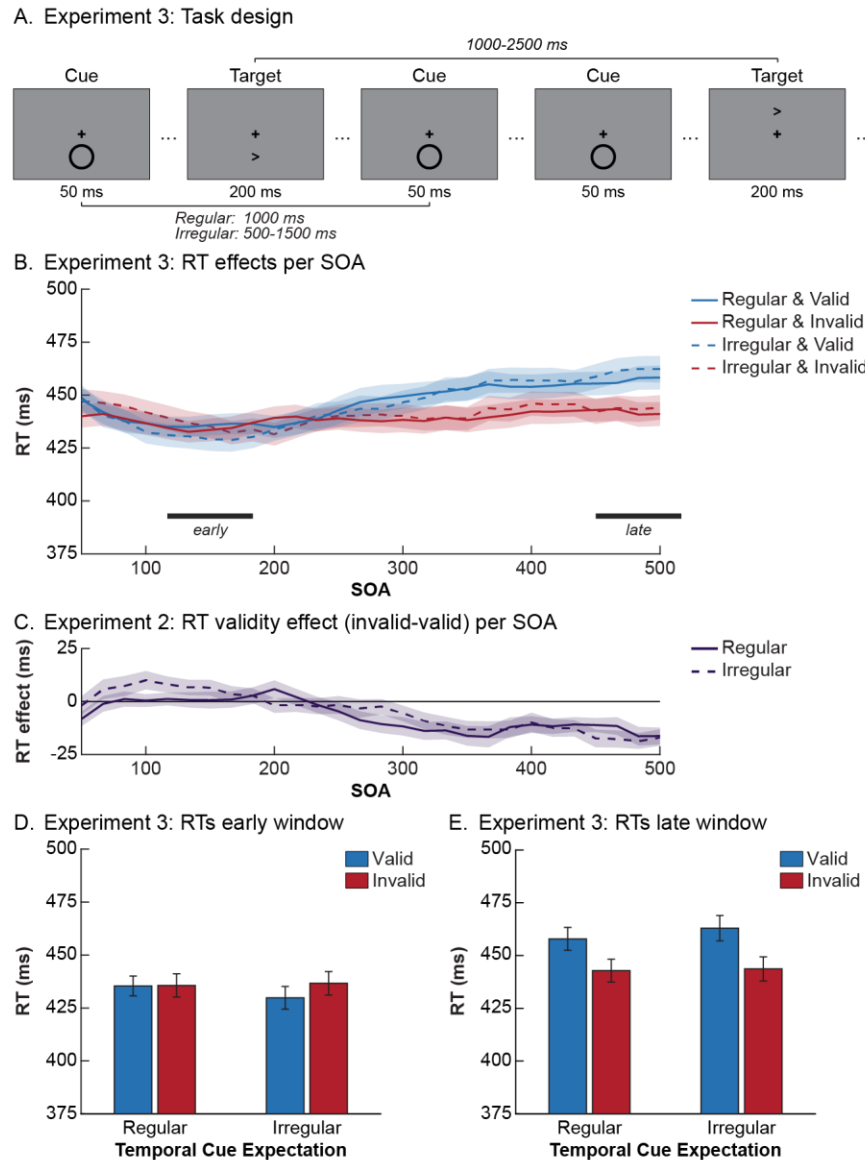 A. Experiment 3: Task design
1000-2500 ms
Cue Target Cue Cue Target
+ + + + >
... ... ... ... ...
> +
50 ms 200 ms 50 ms 50 ms 200 ms
Regular: 1000 ms
Irregular: 500-1500 ms
B. Experiment 3: RT effects per SOA
500
475
450
425
400
375
RT (ms)
Regular & Valid
Regular & Invalid
Irregular & Valid
Irregular & Invalid
early late
100 200 300 400 500
SOA
C. Experiment 2: RT validity effect (invalid-valid) per SOA
25
0
-25
RT effect (ms)
Regular
Irregular
100 200 300 400 500
SOA
D. Experiment 3: RTs early window
500
475
450
425
400
375
RT (ms)
Valid
Invalid
Regular Irregular
Temporal Cue Expectation
E. Experiment 3: RTs late window
500
475
450
425
400
375
RT (ms)
Valid
Invalid
Regular Irregular
Temporal Cue Expectation